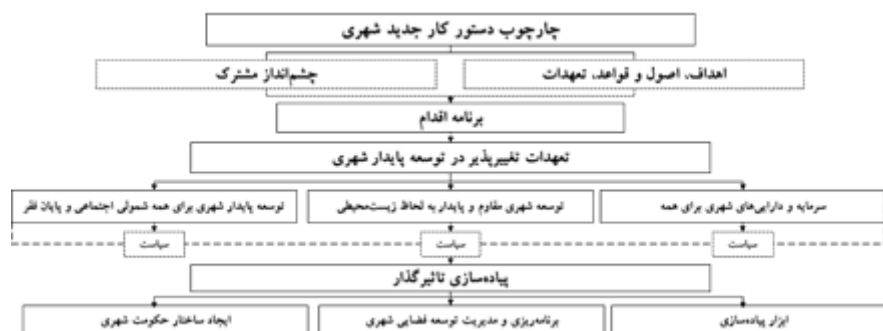 چارچوب دستور کار جدید شهری
اهداف، اصول و قواعد، تعهدات
چشم‌انداز مشترک
برنامه اقدام
تعهدات تغییرپذیر در توسعه پایدار شهری
سرمایه و دارایی‌های شهری برای همه
توسعه شهری مقاوم و پایدار به لحاظ زیست‌محیطی
توسعه پایدار شهری برای همه شمولی اجتماعی و پایان فقر
سیاست
سیاست
سیاست
پیاده‌سازی تاثیرگذار
ابزار پیاده‌سازی
برنامه‌ریزی و مدیریت توسعه فضایی شهری
ایجاد ساختار حکومت شهری